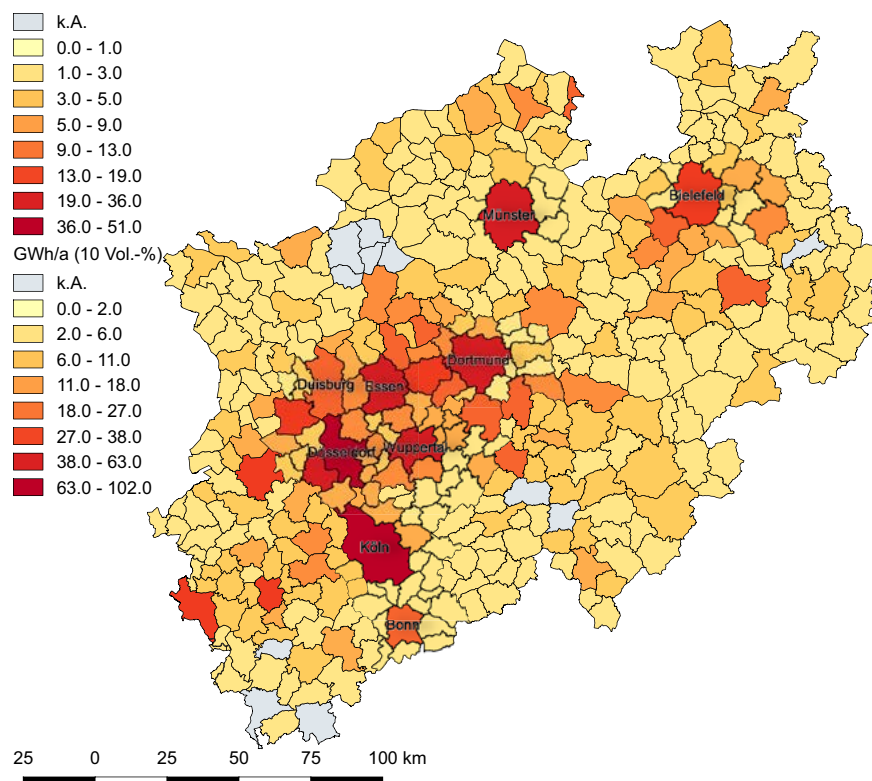 k.A.
0.0 - 1.0
1.0 - 3.0
3.0 - 5.0
5.0 - 9.0
9.0 - 13.0
13.0 - 19.0
19.0 - 36.0
36.0 - 51.0
GWh/a (10 Vol.-%)
k.A.
0.0 - 2.0
2.0 - 6.0
6.0 - 11.0
11.0 - 18.0
18.0 - 27.0
27.0 - 38.0
38.0 - 63.0
63.0 - 102.0
Bielefeld
Münster
Dortmund
Duisburg
Essen
Düsseldorf
Wuppertal
Köln
Bonn
25 0 25 50 75 100 km